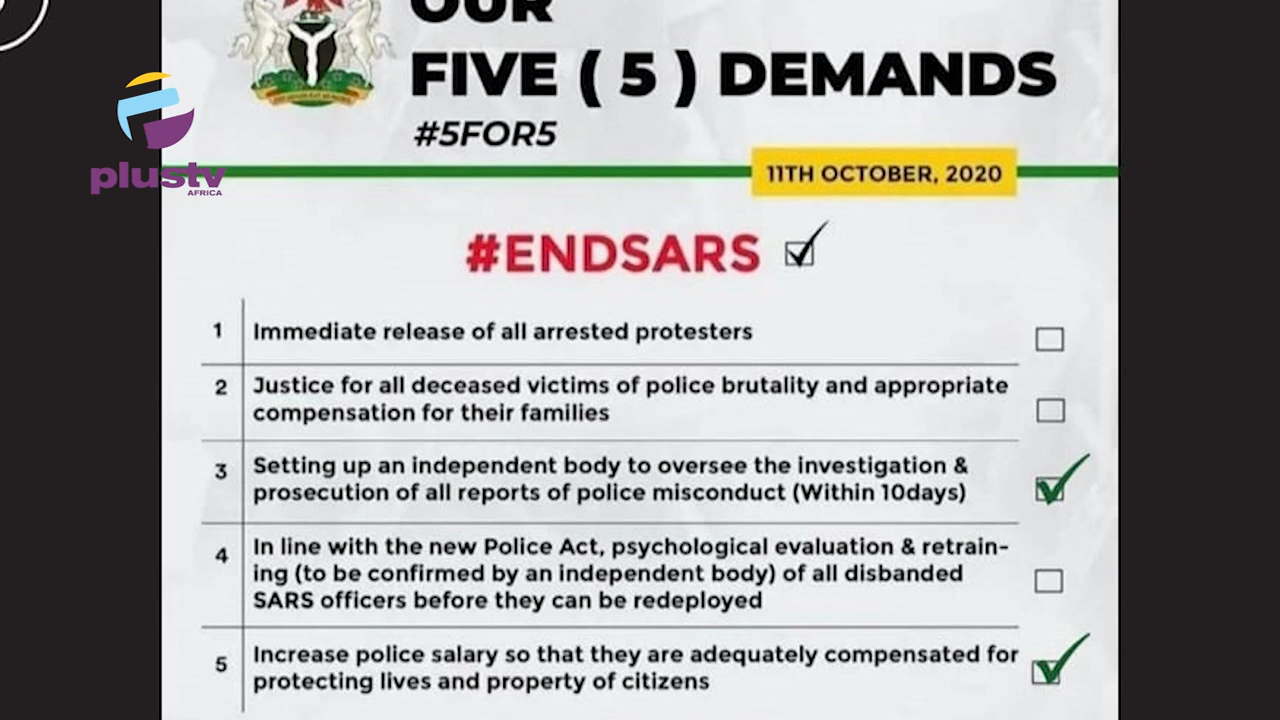 OUR
FIVE ( 5 ) DEMANDS
#5FOR5
plustv
AFRICA
11TH OCTOBER, 2020
#ENDSARS
1 Immediate release of all arrested protesters
2 Justice for all deceased victims of police brutality and appropriate
compensation for their families
3 Setting up an independent body to oversee the investigation &
prosecution of all reports of police misconduct (Within 10days)
4 In line with the new Police Act, psychological evaluation & retrain-
ing (to be confirmed by an independent body) of all disbanded
SARS officers before they can be redeployed
5 Increase police salary so that they are adequately compensated for
protecting lives and property of citizens